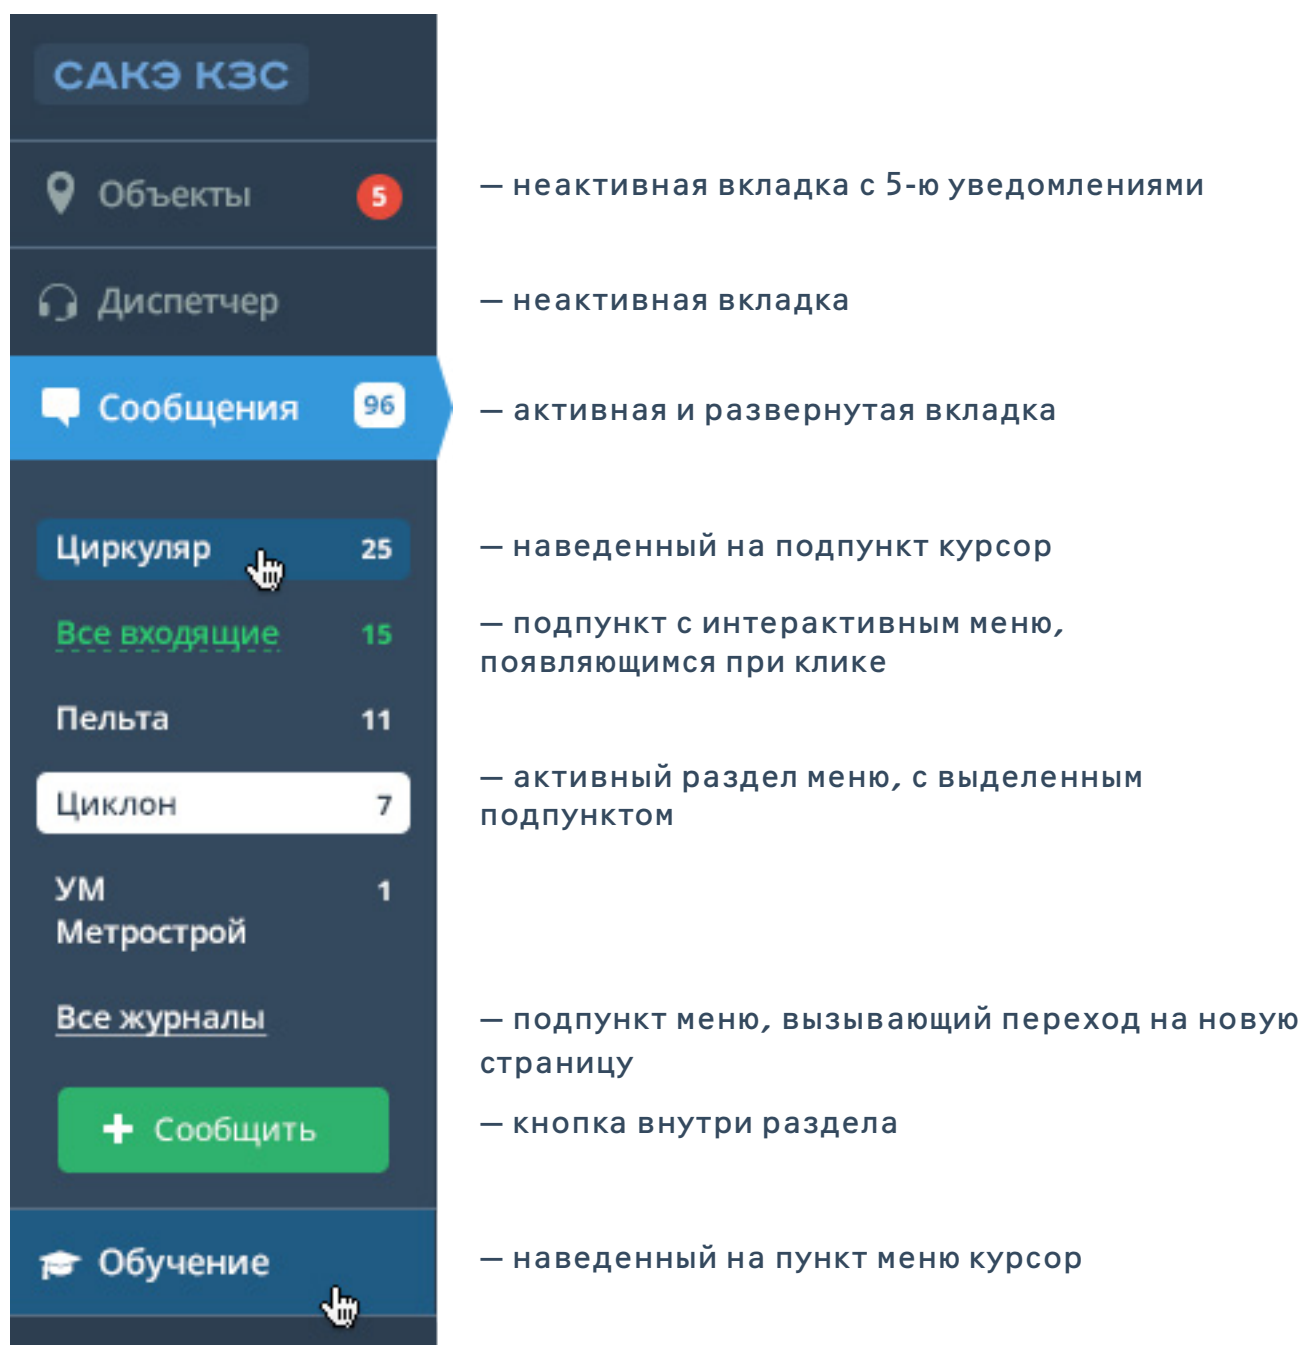 САКЭ КЗС
Объекты 5 — неактивная вкладка с 5-ю уведомлениями
Диспетчер — неактивная вкладка
Сообщения 96 — активная и развернутая вкладка
Циркуляр 25 — наведенный на подпункт курсор
Все входящие 15 — подпункт с интерактивным меню,
появляющимся при клике
Пельта 11
Циклон 7 — активный раздел меню, с выделенным
подпунктом
УМ 1
Метрострой
Все журналы — подпункт меню, вызывающий переход на новую
страницу
+ Сообщить — кнопка внутри раздела
Обучение — наведенный на пункт меню курсор